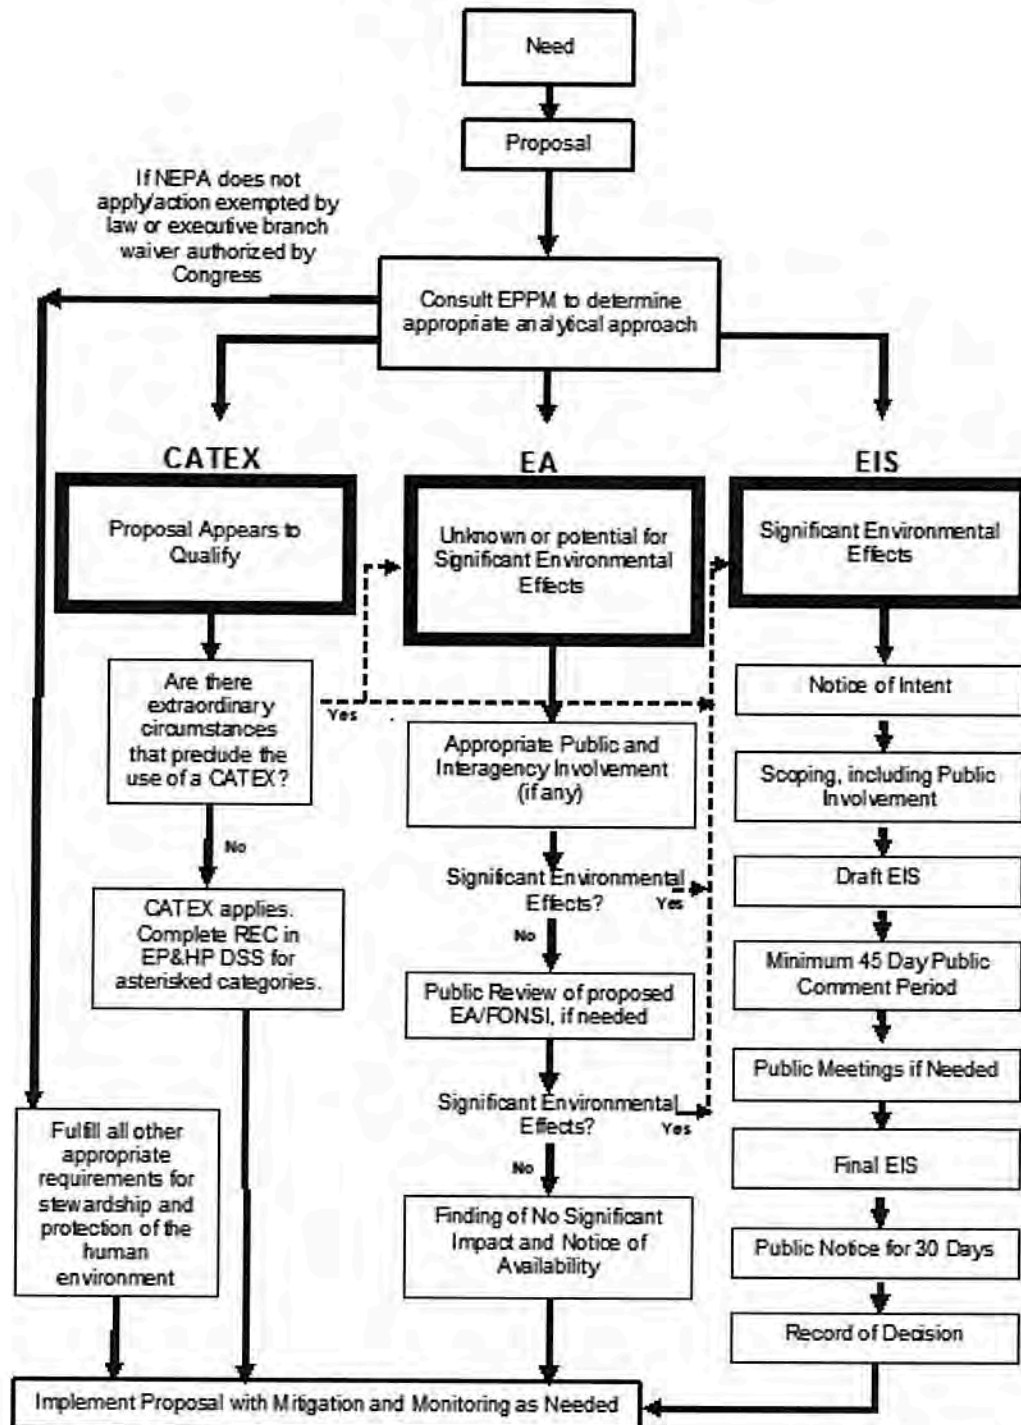 Need
Proposal
If NEPA does not
apply/action exempted by
law or executive branch
waiver authorized by
Congress
Consult EPPM to determine
appropriate analytical approach
CATEX
Proposal Appears to
Qualify
Are there
extraordinary
circumstances
that preclude the
use of a CATEX?
Yes
No
CATEX applies.
Complete REC in
EP&HP DSS for
asterisked categories.
Fulfill all other
appropriate
requirements for
stewardship and
protection of the
human
environment
EA
Unknown or potential for
Significant Environmental
Effects
Appropriate Public and
Interagency Involvement
(if any)
Significant Environmental
Effects?
Yes
No
Public Review of proposed
EA/FONSI, if needed
Significant Environmental
Effects?
Yes
No
Finding of No Significant
Impact and Notice of
Availability
EIS
Significant Environmental
Effects
Notice of Intent
Scoping, including Public
Involvement
Draft EIS
Minimum 45 Day Public
Comment Period
Public Meetings if Needed
Final EIS
Public Notice for 30 Days
Record of Decision
Implement Proposal with Mitigation and Monitoring as Needed